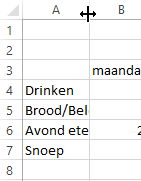 A B
1
2
3 maanda
4 Drinken
5 Brood/Bel
6 Avond ete 2
7 Snoep
8